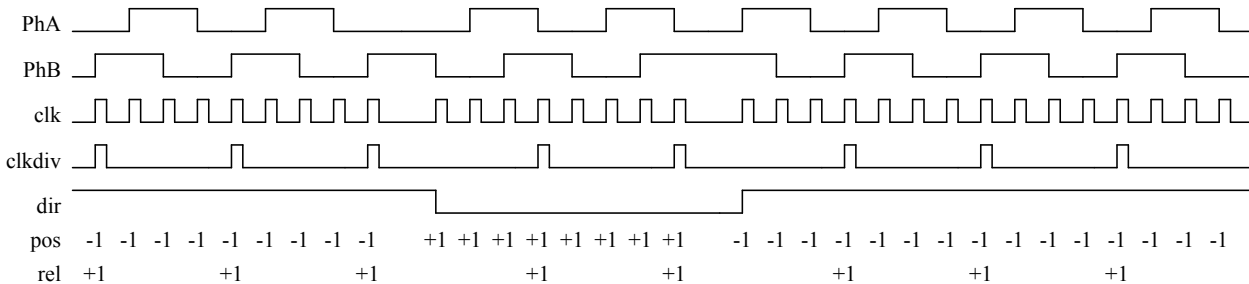 PhA
PhB
clk
clkdiv
dir
pos -1 -1 -1 -1 -1 -1 -1 -1 -1 +1 +1 +1 +1 +1 +1 +1 +1 -1 -1 -1 -1 -1 -1 -1 -1 -1 -1 -1 -1 -1 -1 -1
rel +1 +1 +1 +1 +1 +1 +1 +1